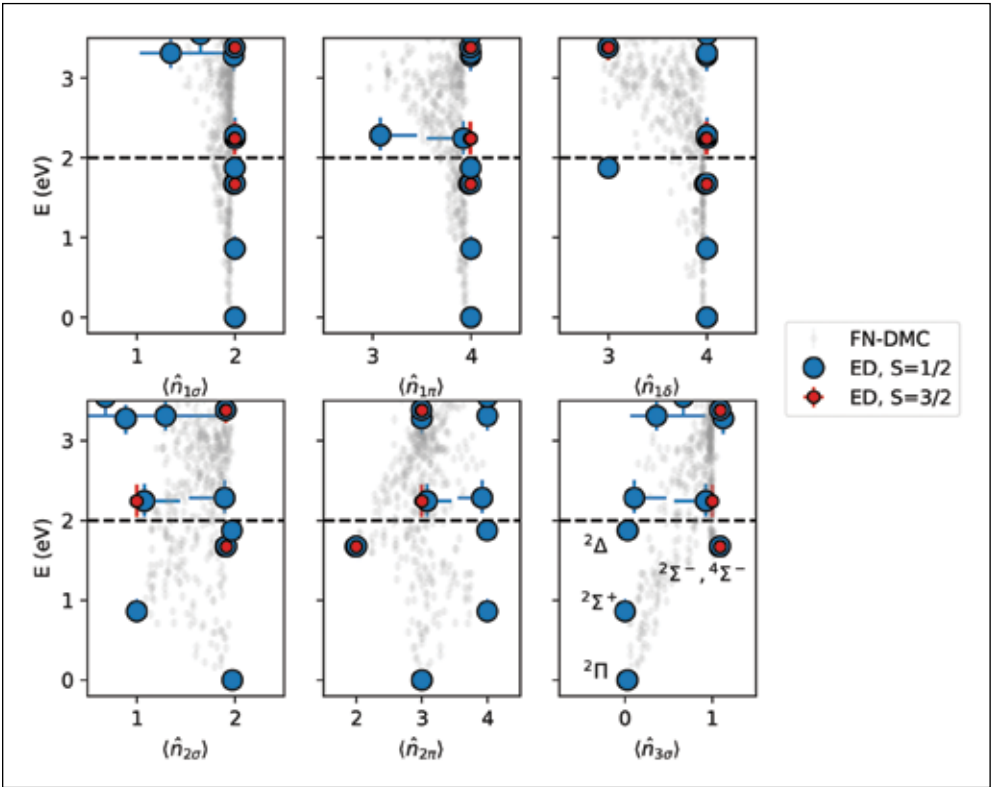 E (eV)
3
2
1
0
1 2
⟨n̂₁σ⟩
3 4
⟨n̂₁π⟩
3 4
⟨n̂₁δ⟩
FN-DMC
ED, S=1/2
ED, S=3/2
E (eV)
3
2
1
0
1 2
⟨n̂₂σ⟩
2 3 4
⟨n̂₂π⟩
²Δ
²Σ⁻, ⁴Σ⁻
²Σ⁺
²Π
0 1
⟨n̂₃σ⟩